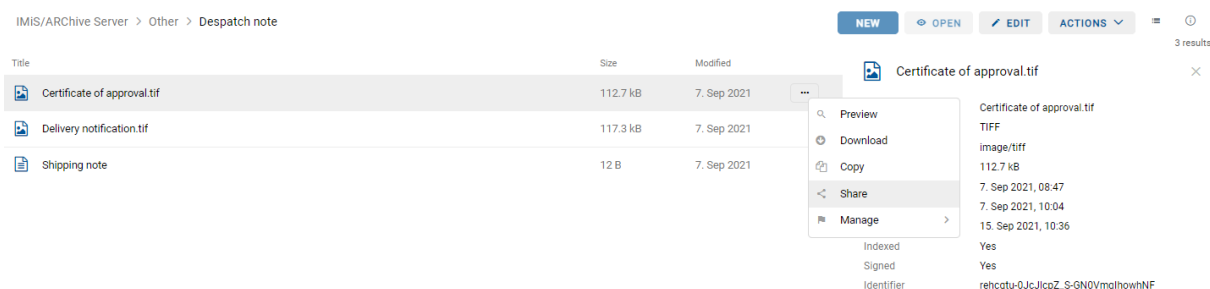 IMiS/ARChive Server > Other > Despatch note
NEW OPEN EDIT ACTIONS
3 results
Title Size Modified
Certificate of approval.tif 112.7 kB 7. Sep 2021 ...
Delivery notification.tif 117.3 kB 7. Sep 2021
Shipping note 12 B 7. Sep 2021
Preview
Download
Copy
Share
Manage >
Certificate of approval.tif
Certificate of approval.tif
TIFF
image/tiff
112.7 kB
7. Sep 2021, 08:47
7. Sep 2021, 10:04
15. Sep 2021, 10:36
Indexed Yes
Signed Yes
Identifier